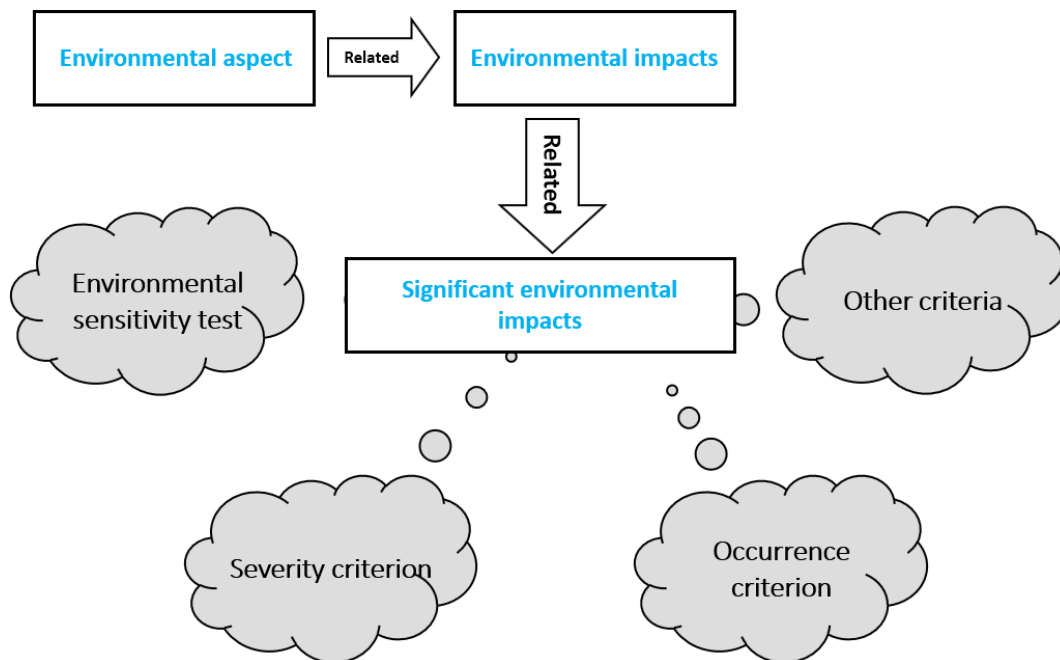 Environmental aspect
Related
Environmental impacts
Related
Significant environmental
impacts
Environmental
sensitivity test
Other criteria
Severity criterion
Occurrence
criterion